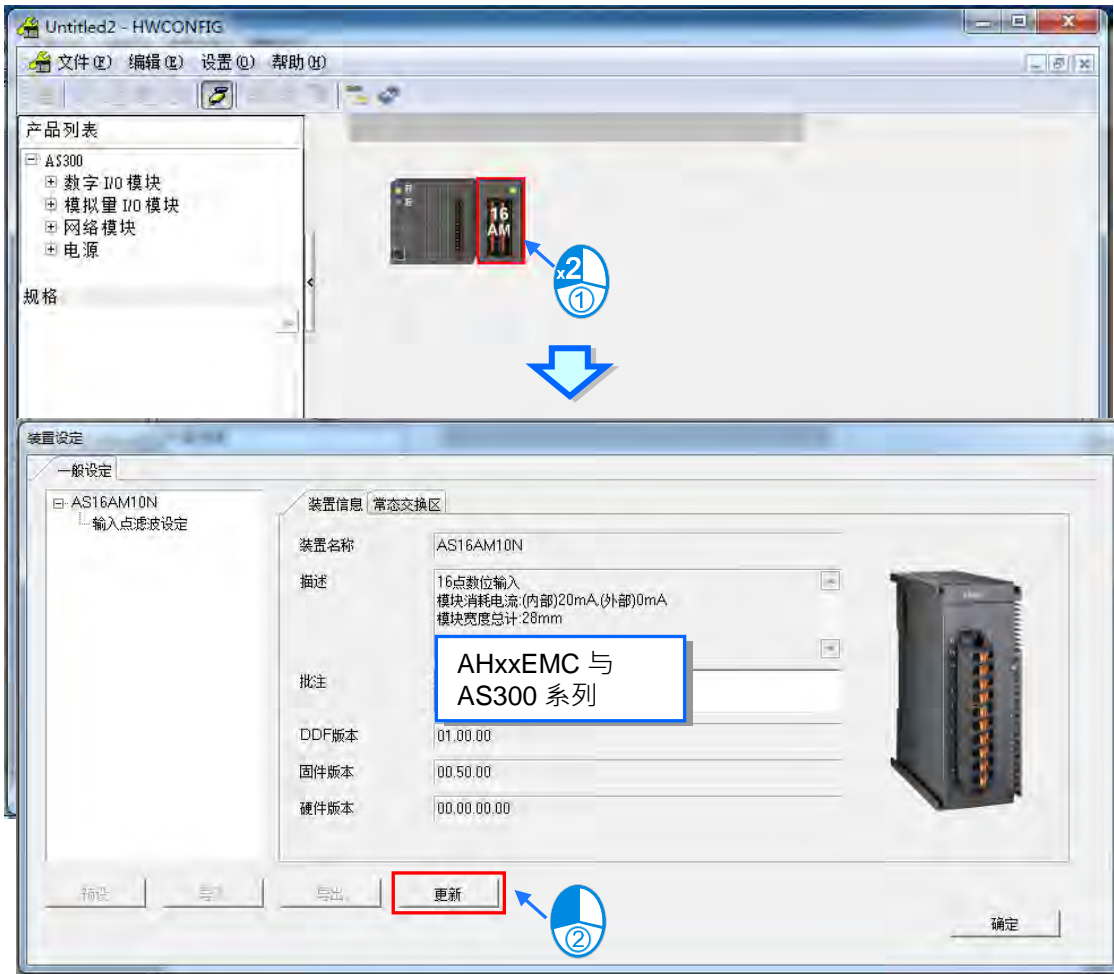 Untitled2 - HWCONFIG
文件(F) 编辑(E) 设置(O) 帮助(H)
产品列表
AS300
数字 I/O 模块
模拟量 I/O 模块
网络模块
电源
规格
16
AM
x2
①
装置设定
一般设定
AS16AM10N
输入点滤波设定
装置信息 常态交换区
装置名称 AS16AM10N
描述 16点数位输入
模块消耗电流:(内部)20mA,(外部)0mA
模块宽度总计:28mm
AHxxEMC 与
AS300 系列
批注
DDF版本 01.00.00
固件版本 00.50.00
硬件版本 00.00.00.00
预设 导入 导出 更新
②
确定